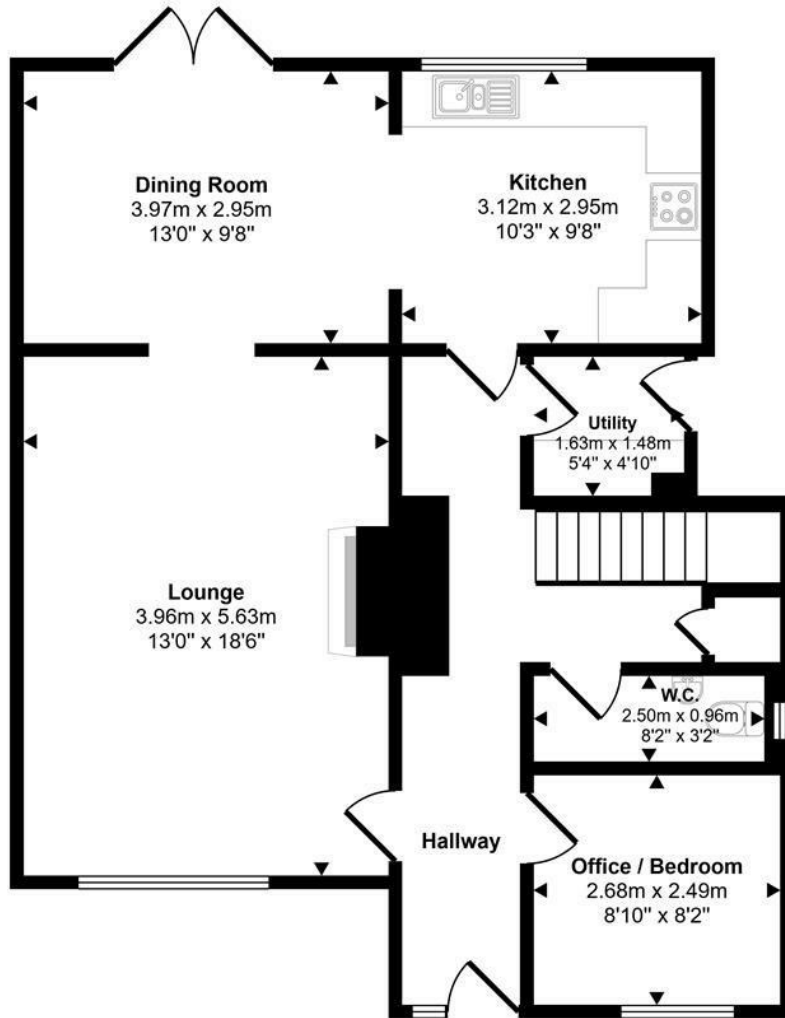 Dining Room
3.97m x 2.95m
13'0" x 9'8"
Kitchen
3.12m x 2.95m
10'3" x 9'8"
Utility
1.63m x 1.48m
5'4" x 4'10"
Lounge
3.96m x 5.63m
13'0" x 18'6"
W.C.
2.50m x 0.96m
8'2" x 3'2"
Hallway
Office / Bedroom
2.68m x 2.49m
8'10" x 8'2"